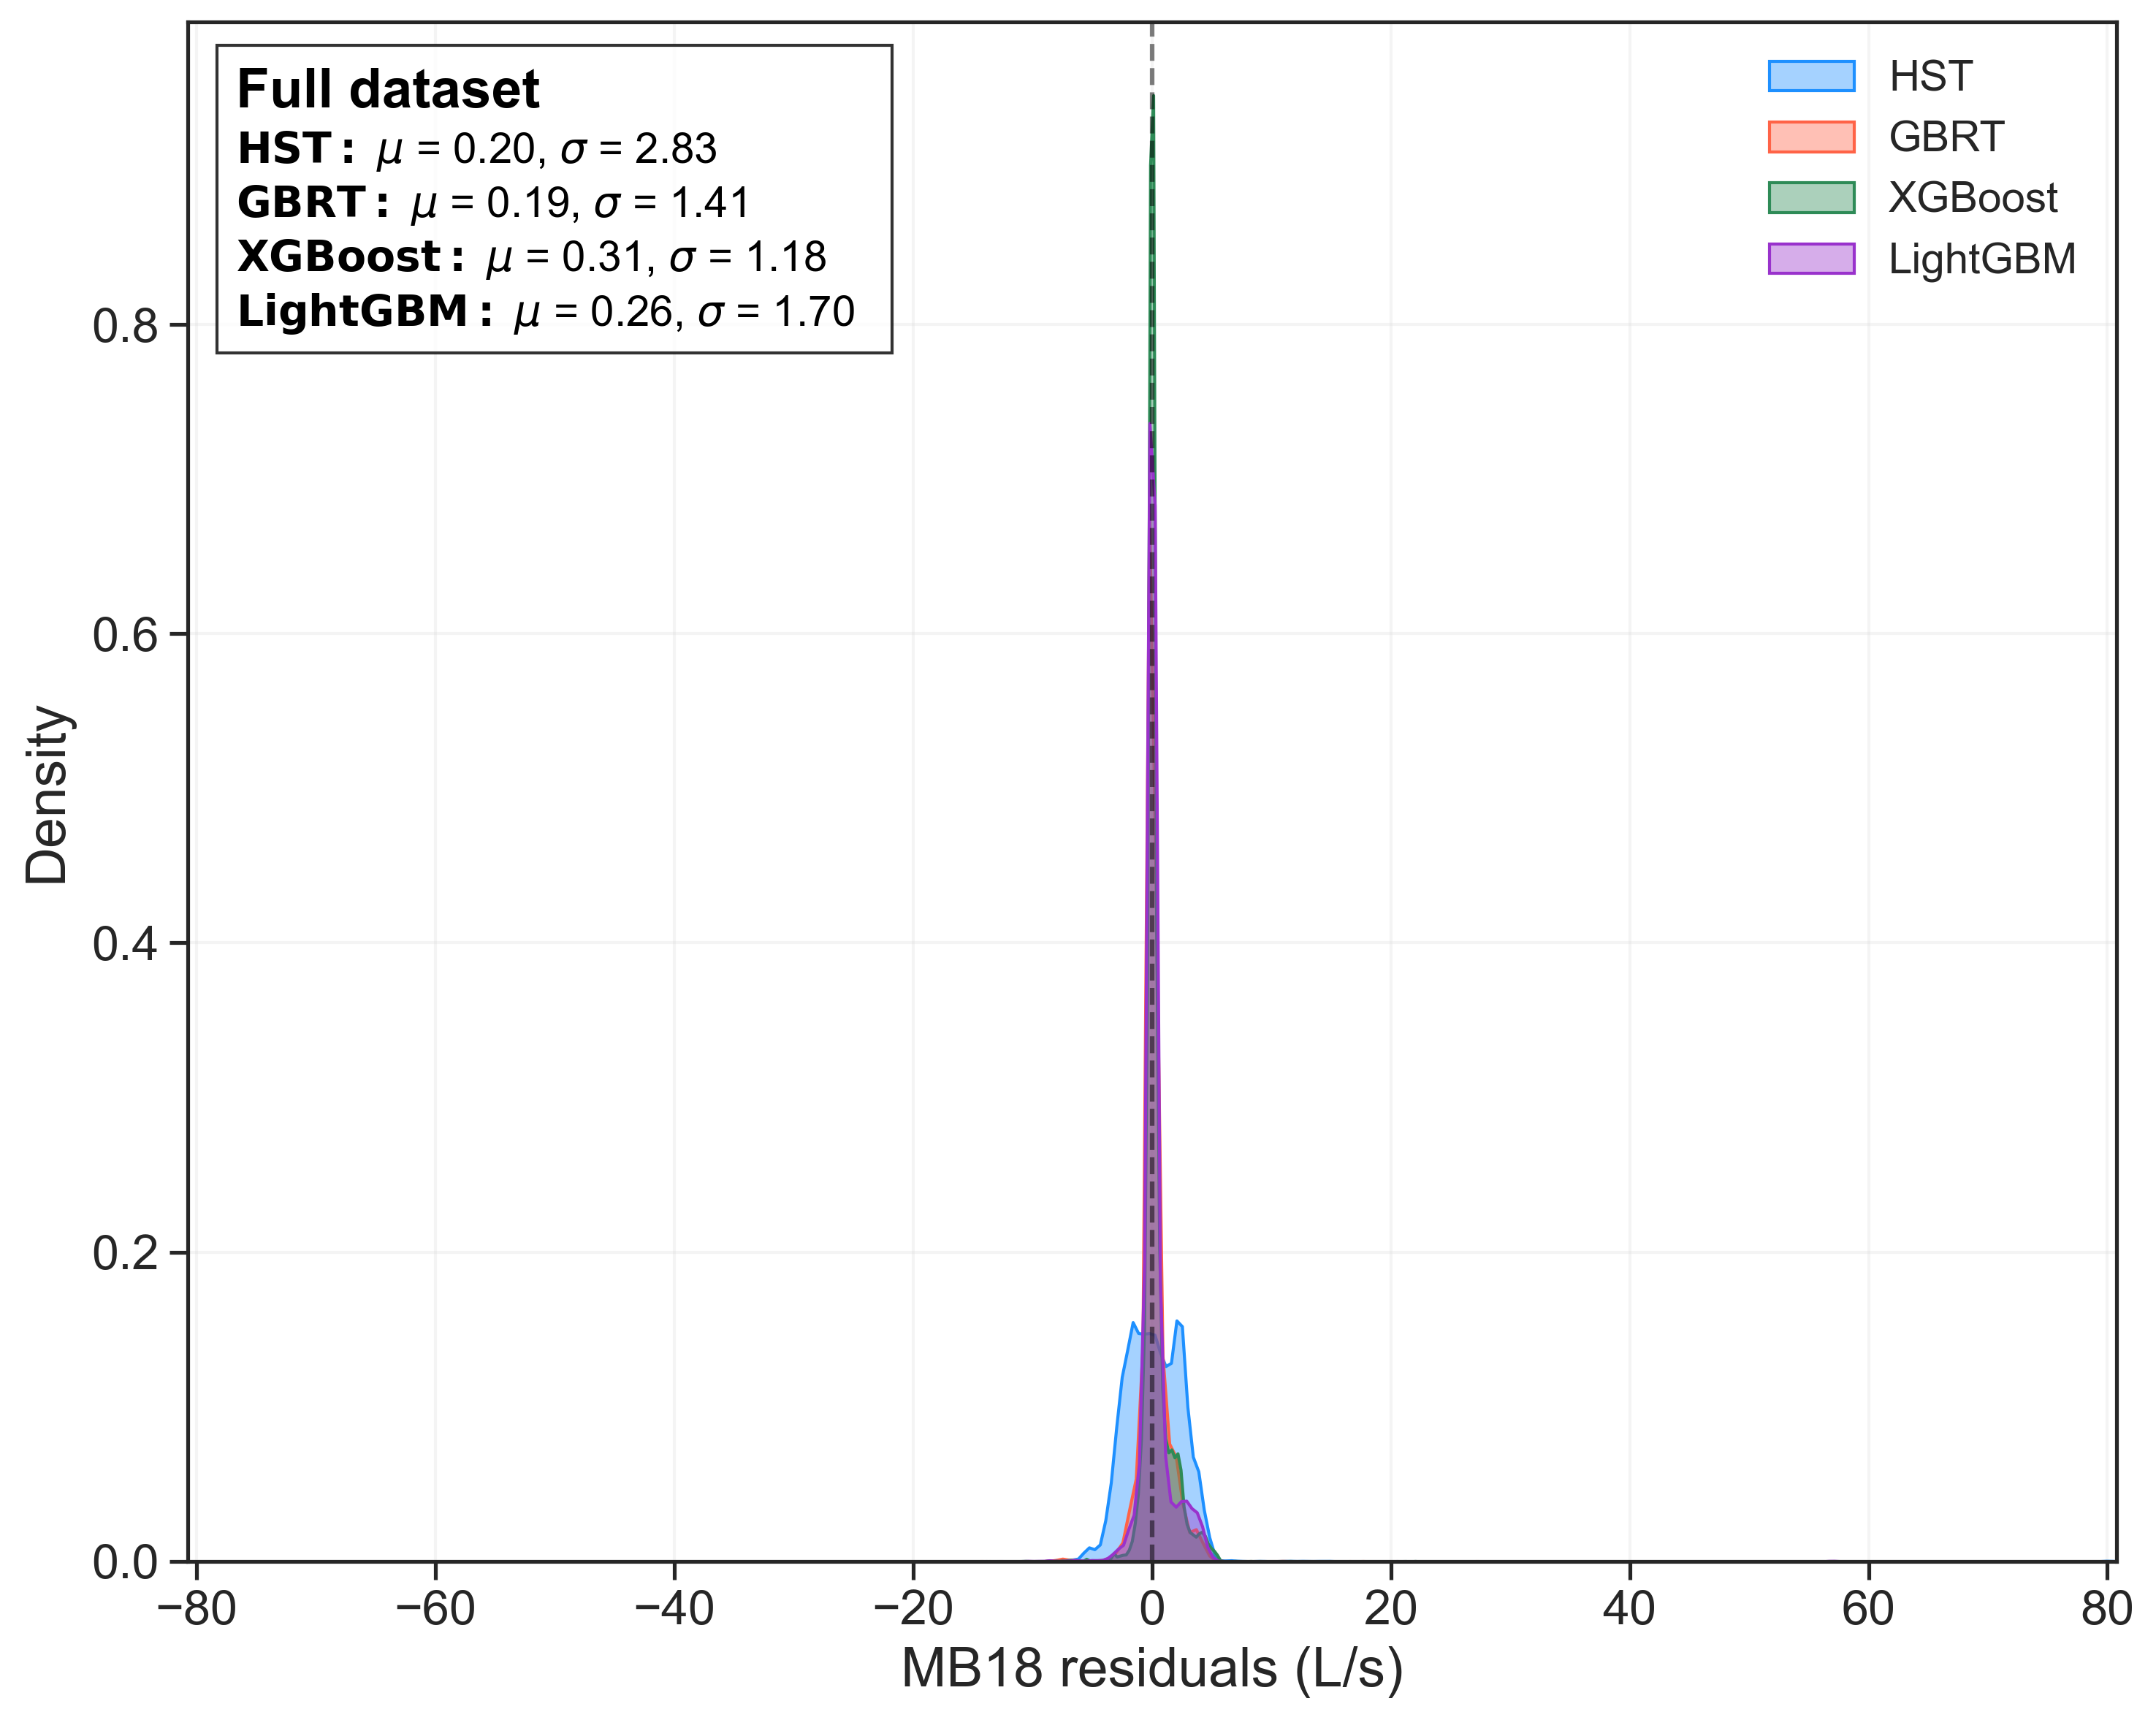 Full dataset
HST: μ = 0.20, σ = 2.83
GBRT: μ = 0.19, σ = 1.41
XGBoost: μ = 0.31, σ = 1.18
LightGBM: μ = 0.26, σ = 1.70
HST
GBRT
XGBoost
LightGBM
Density
0.8
0.6
0.4
0.2
0.0
−80 −60 −40 −20 0 20 40 60 80
MB18 residuals (L/s)